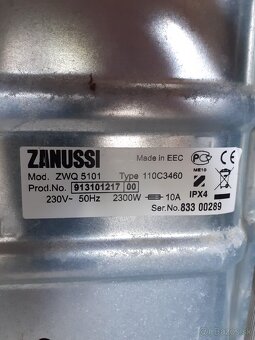 ZANUSSI Made in EEC
Mod. ZWQ 5101 Type 110C3460
Prod.No. 913101217 00
230V~ 50Hz 2300W 10A IPX4
Ser.No. 833 00289